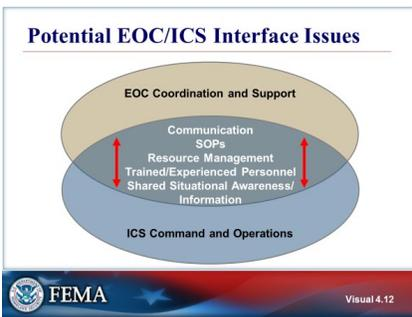 Potential EOC/ICS Interface Issues
EOC Coordination and Support
Communication
SOPs
Resource Management
Trained/Experienced Personnel
Shared Situational Awareness/
Information
ICS Command and Operations
FEMA
Visual 4.12